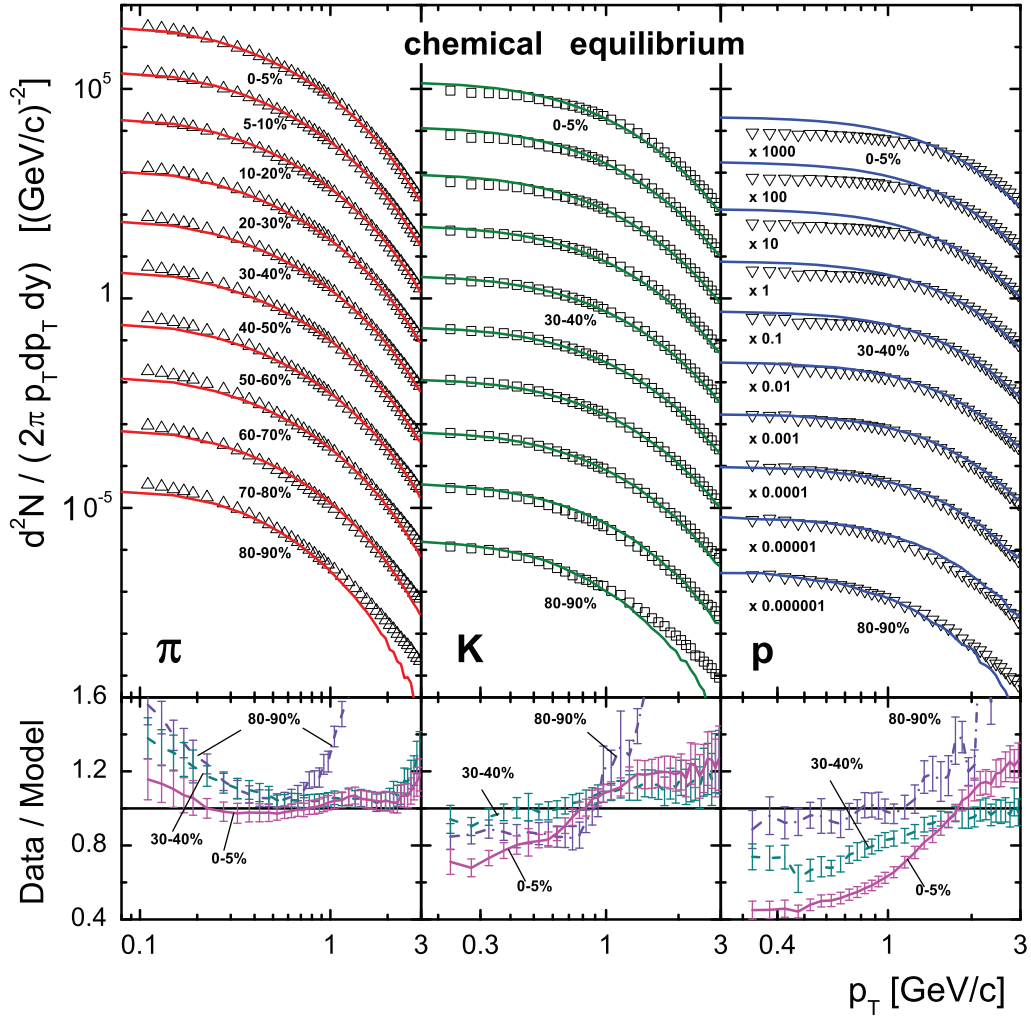 chemical equilibrium
d²N / (2π p_T dp_T dy) [(GeV/c)⁻²]
10⁵
1
10⁻⁵
0-5%
5-10%
10-20%
20-30%
30-40%
40-50%
50-60%
60-70%
70-80%
80-90%
π
0-5%
30-40%
80-90%
K
x 1000
0-5%
x 100
x 10
x 1
x 0.1
30-40%
x 0.01
x 0.001
x 0.0001
x 0.00001
x 0.000001
80-90%
p
Data / Model
1.6
1.2
0.8
0.4
80-90%
30-40%
0-5%
80-90%
30-40%
0-5%
80-90%
30-40%
0-5%
0.1
1
3
0.3
1
3
0.4
1
3
p_T [GeV/c]